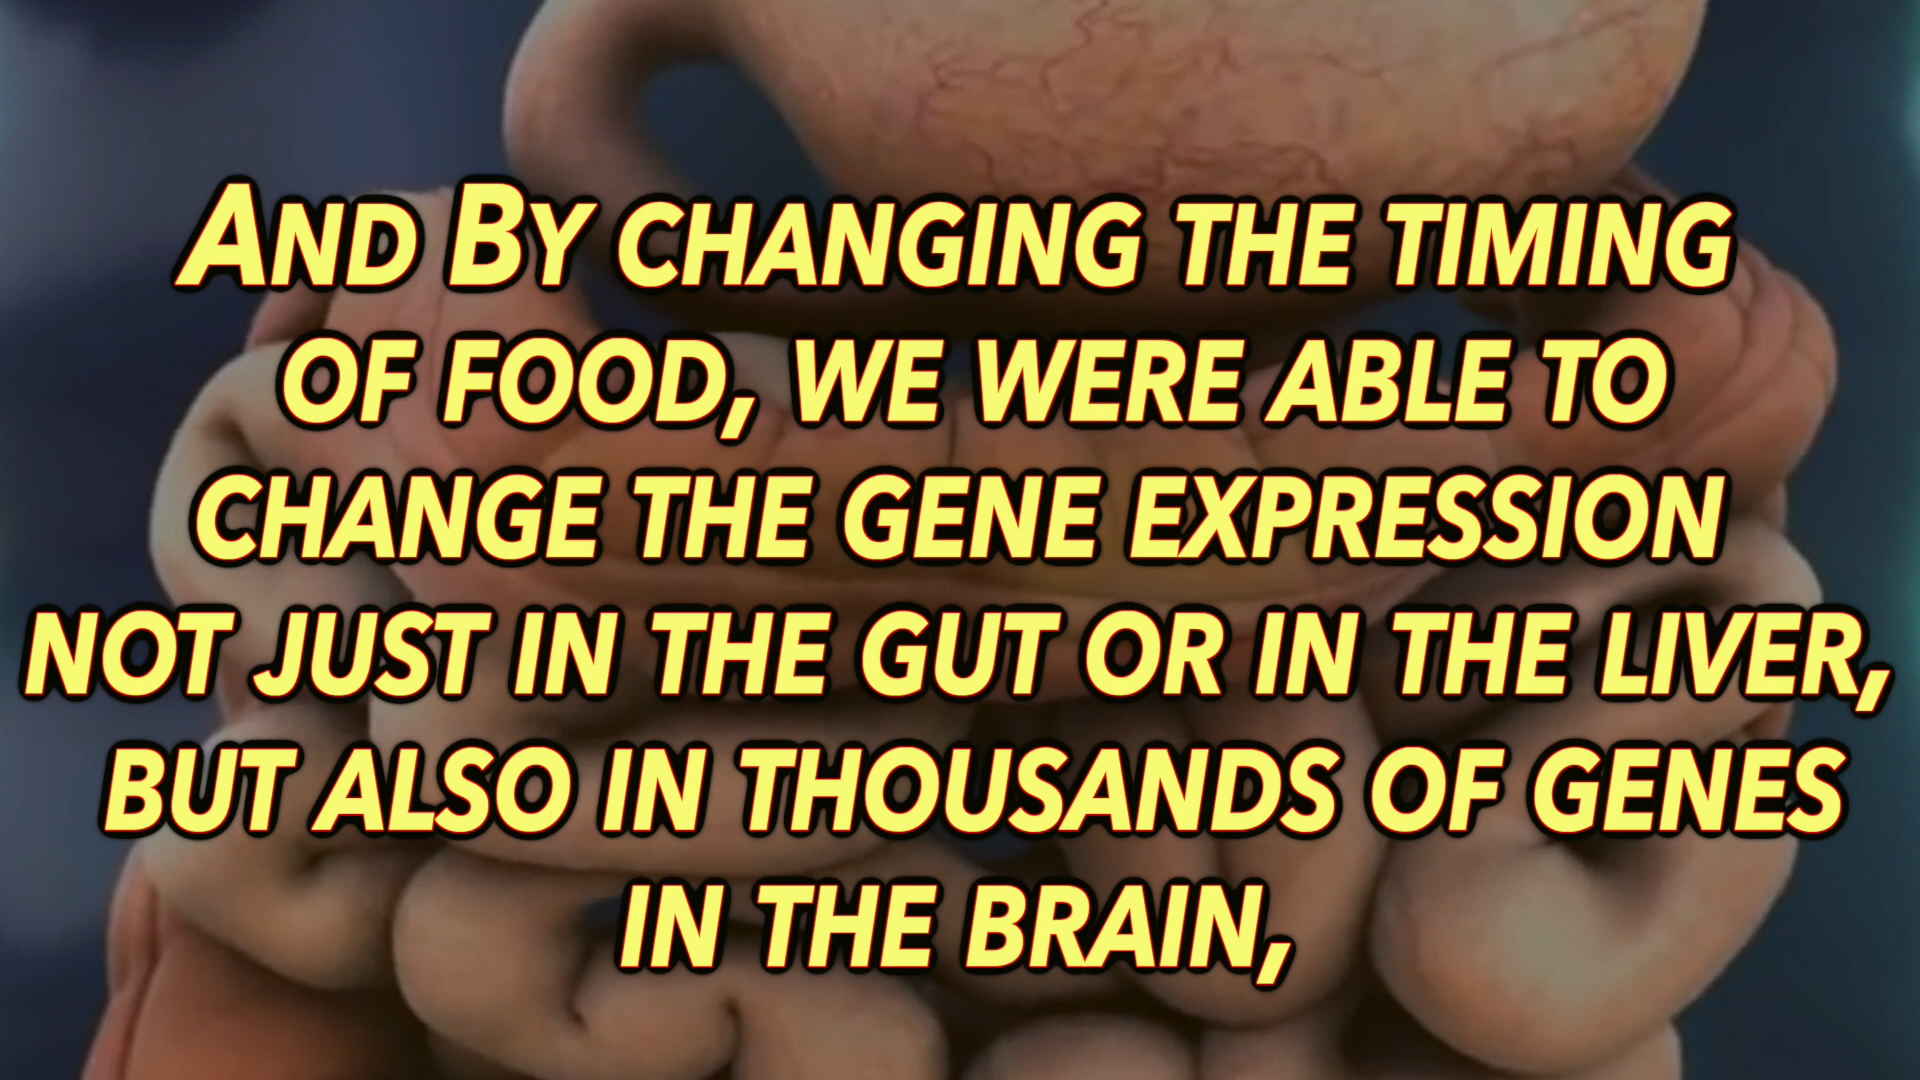 AND BY CHANGING THE TIMING
OF FOOD, WE WERE ABLE TO
CHANGE THE GENE EXPRESSION
NOT JUST IN THE GUT OR IN THE LIVER,
BUT ALSO IN THOUSANDS OF GENES
IN THE BRAIN,